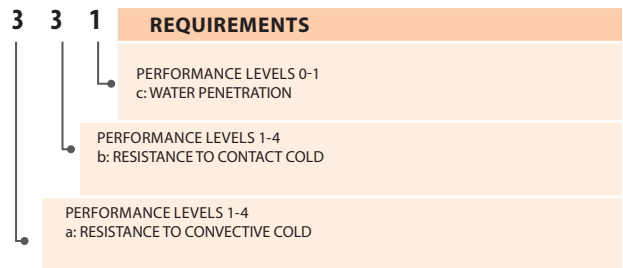 3 3 1 REQUIREMENTS
PERFORMANCE LEVELS 0-1
c: WATER PENETRATION
PERFORMANCE LEVELS 1-4
b: RESISTANCE TO CONTACT COLD
PERFORMANCE LEVELS 1-4
a: RESISTANCE TO CONVECTIVE COLD